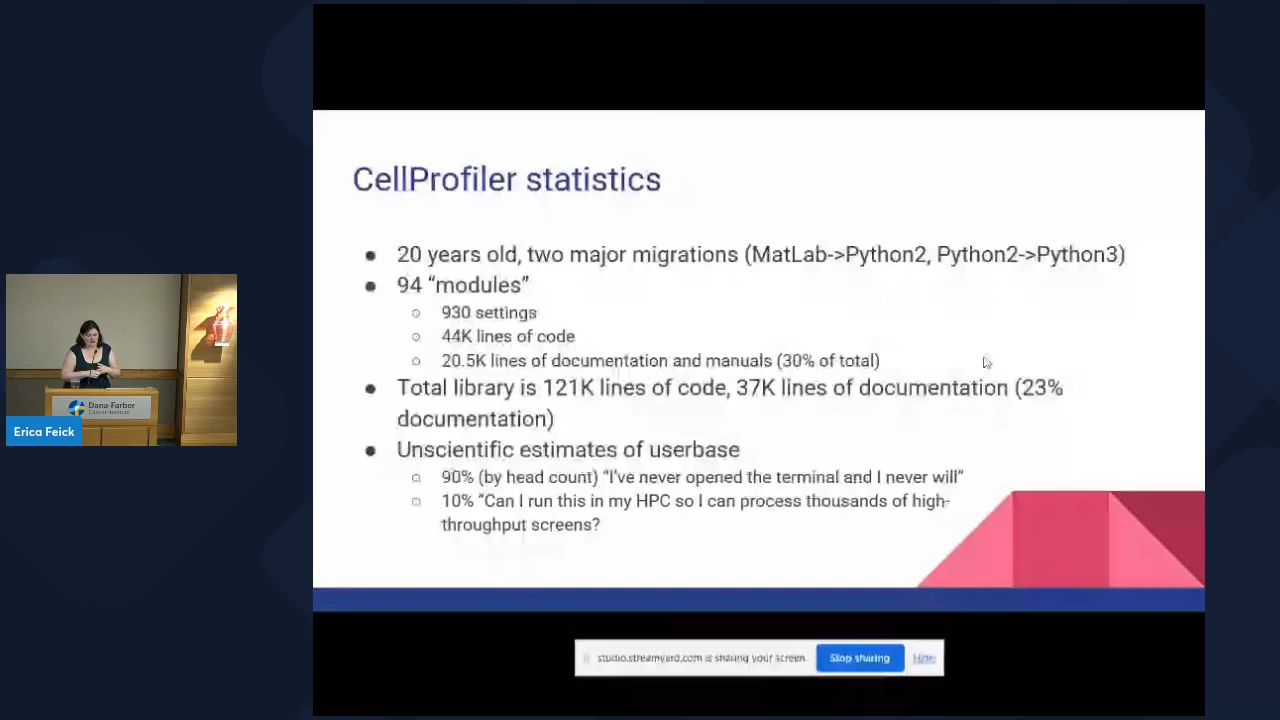 CellProfiler statistics
● 20 years old, two major migrations (MatLab->Python2, Python2->Python3)
● 94 “modules”
○ 930 settings
○ 44K lines of code
○ 20.5K lines of documentation and manuals (30% of total)
● Total library is 121K lines of code, 37K lines of documentation (23%
documentation)
● Unscientific estimates of userbase
○ 90% (by head count) “I’ve never opened the terminal and I never will”
○ 10% “Can I run this in my HPC so I can process thousands of high-
throughput screens?
Dana-Farber
Cancer Institute
Erica Feick
studio.streamyard.com is sharing your screen.
Stop sharing
Hide